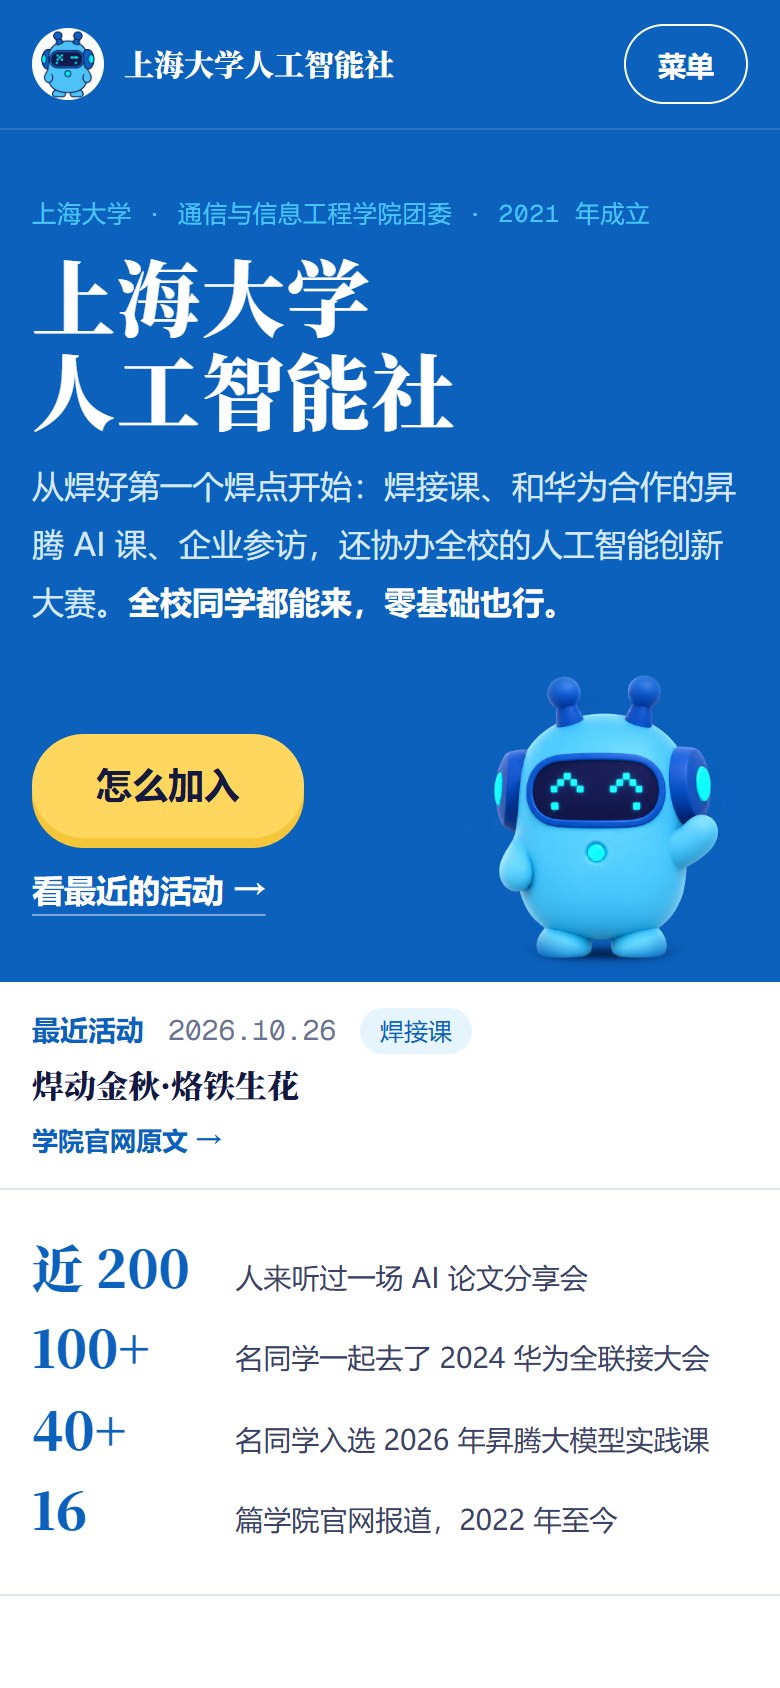 上海大学人工智能社
菜单
上海大学 · 通信与信息工程学院团委 · 2021 年成立
上海大学
人工智能社
从焊好第一个焊点开始：焊接课、和华为合作的昇
腾 AI 课、企业参访，还协办全校的人工智能创新
大赛。全校同学都能来，零基础也行。
怎么加入
看最近的活动 →
最近活动 2026.10.26 焊接课
焊动金秋·烙铁生花
学院官网原文 →
近 200 人来听过一场 AI 论文分享会
100+ 名同学一起去了 2024 华为全联接大会
40+ 名同学入选 2026 年昇腾大模型实践课
16 篇学院官网报道，2022 年至今